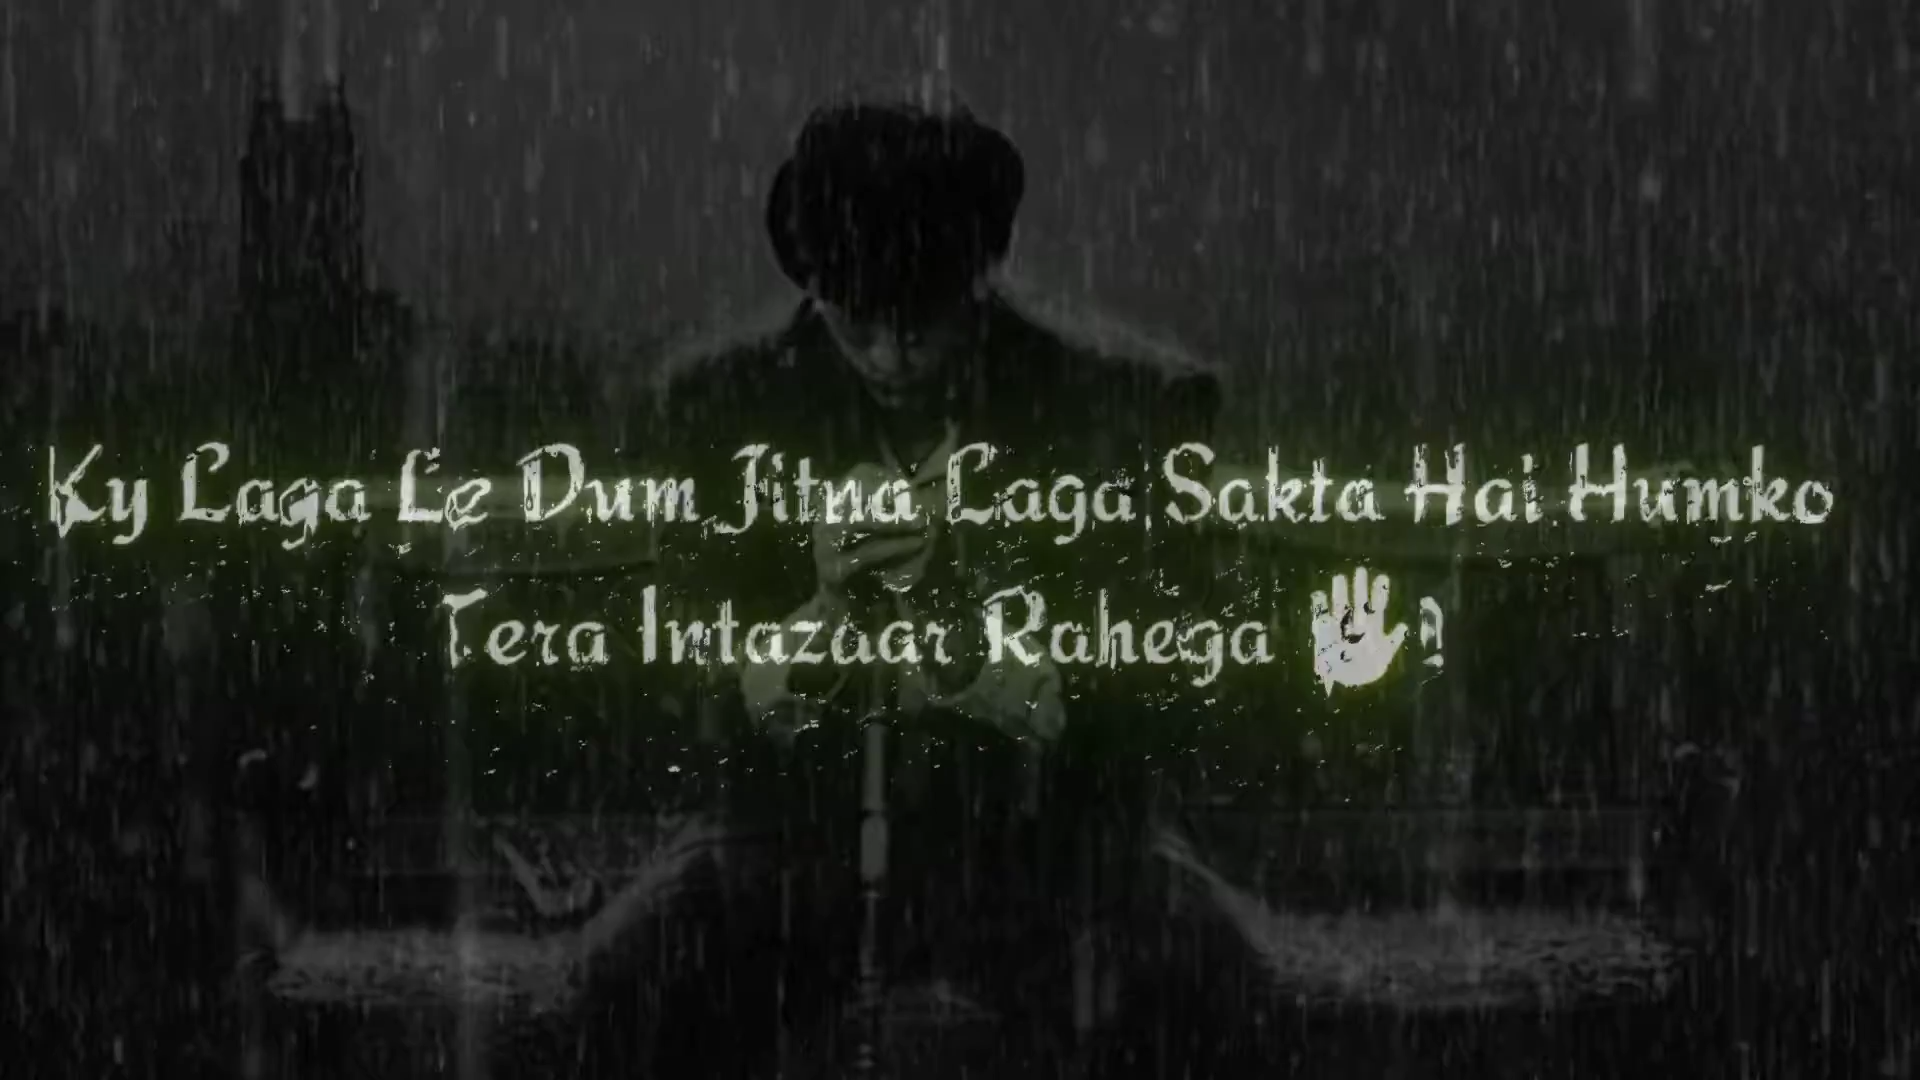 Ky Laga Le Dum Jitna Laga Sakta Hai Humko
Tera Intazaar Rahega 🖐